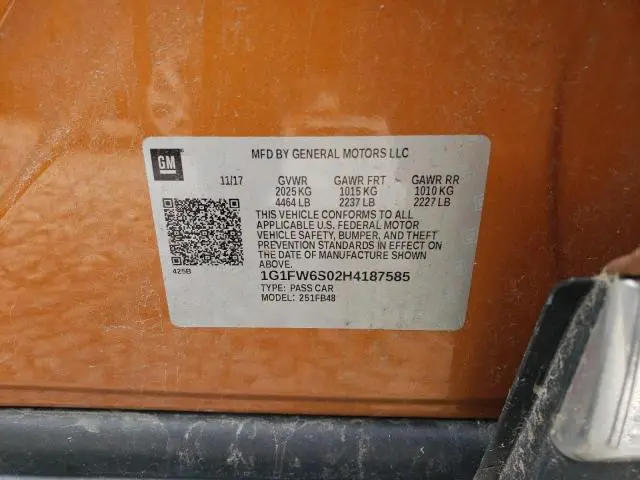 GM
MFD BY GENERAL MOTORS LLC
11/17 GVWR GAWR FRT GAWR RR
2025 KG 1015 KG 1010 KG
4464 LB 2237 LB 2227 LB
THIS VEHICLE CONFORMS TO ALL
APPLICABLE U.S. FEDERAL MOTOR
VEHICLE SAFETY, BUMPER, AND THEFT
PREVENTION STANDARDS IN EFFECT ON
THE DATE OF MANUFACTURE SHOWN
ABOVE.
425B
1G1FW6S02H4187585
TYPE: PASS CAR
MODEL: 251FB48